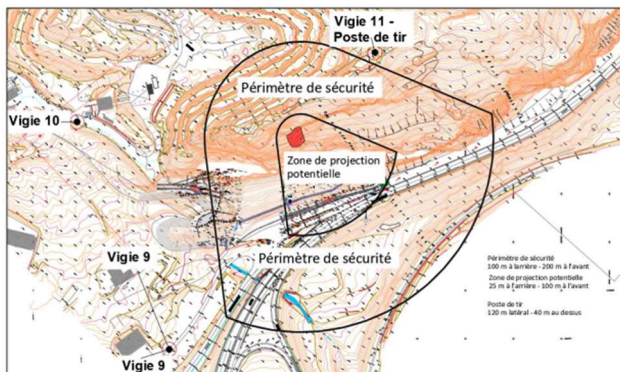 Vigie 11 -
Poste de tir
Périmètre de sécurité
Vigie 10
Zone de projection
potentielle
Vigie 9
Périmètre de sécurité
Périmètre de sécurité
100 m à larrière - 200 m à l'avant
Zone de projection potentielle
25 m à l'arrière - 100 m à l'avant
Poste de tir
120 m latéral - 40 m au dessus
Vigie 9